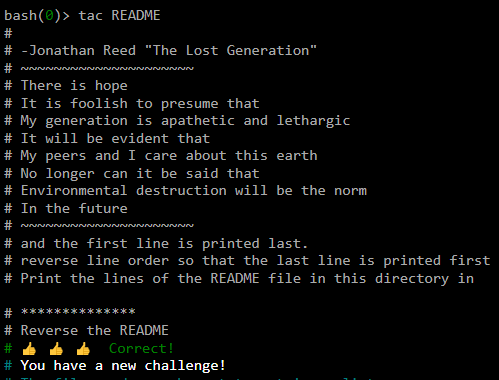 bash(0)> tac README
#
# -Jonathan Reed "The Lost Generation"
# ~~~~~~~~~~~~~~~~~~~~~
# There is hope
# It is foolish to presume that
# My generation is apathetic and lethargic
# It will be evident that
# My peers and I care about this earth
# No longer can it be said that
# Environmental destruction will be the norm
# In the future
# ~~~~~~~~~~~~~~~~~~~~~
# and the first line is printed last.
# reverse line order so that the last line is printed first
# Print the lines of the README file in this directory in

# **************
# Reverse the README
# 👍 👍 👍 Correct!
# You have a new challenge!